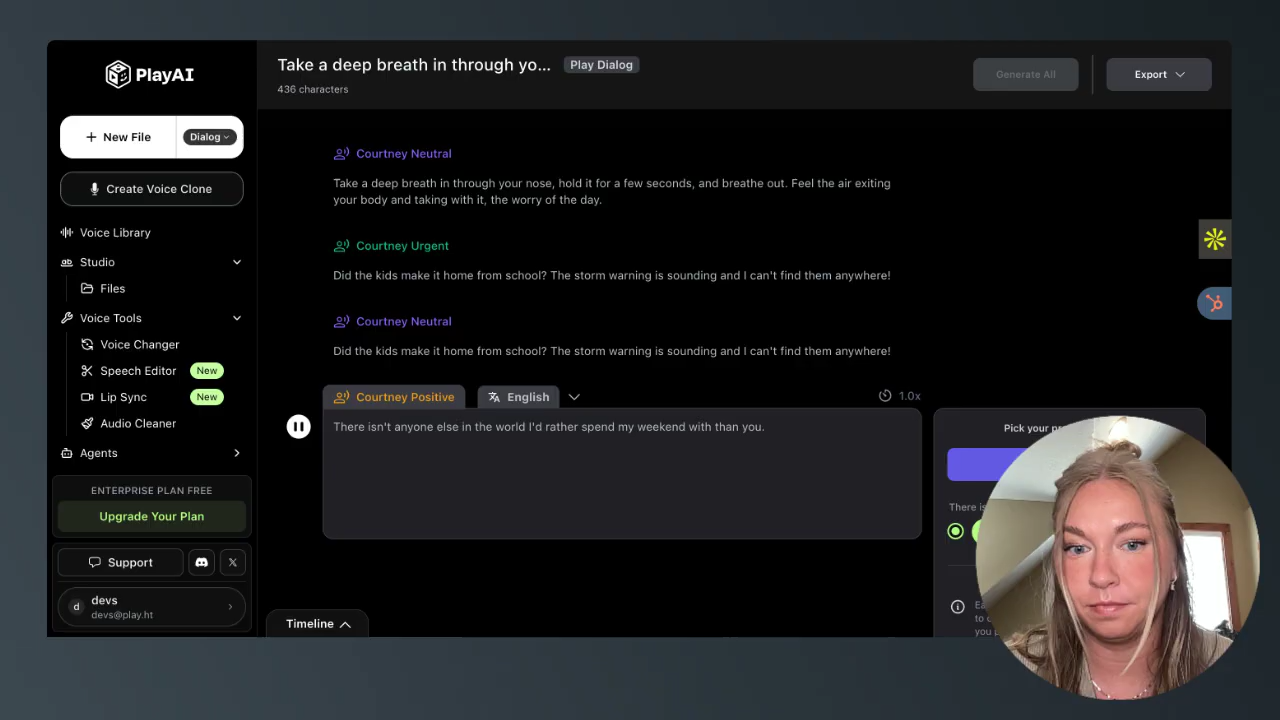 PlayAI
New File
Dialog
Create Voice Clone
Voice Library
Studio
Files
Voice Tools
Voice Changer
Speech Editor New
Lip Sync New
Audio Cleaner
Agents
ENTERPRISE PLAN FREE
Upgrade Your Plan
Support
d devs
devs@play.ht
Take a deep breath in through yo... Play Dialog
436 characters
Generate All
Export
Courtney Neutral
Take a deep breath in through your nose, hold it for a few seconds, and breathe out. Feel the air exiting
your body and taking with it, the worry of the day.
Courtney Urgent
Did the kids make it home from school? The storm warning is sounding and I can't find them anywhere!
Courtney Neutral
Did the kids make it home from school? The storm warning is sounding and I can't find them anywhere!
Courtney Positive English 1.0x
There isn't anyone else in the world I'd rather spend my weekend with than you.
Pick your
There is
to
you
Timeline